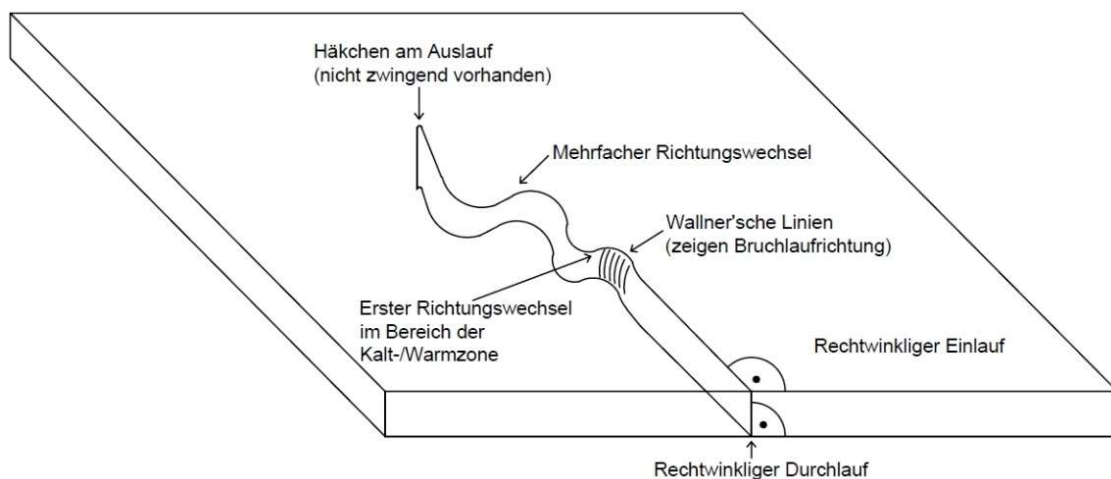 Häkchen am Auslauf
(nicht zwingend vorhanden)
Mehrfacher Richtungswechsel
Wallner'sche Linien
(zeigen Bruchlaufrichtung)
Erster Richtungswechsel
im Bereich der
Kalt-/Warmzone
Rechtwinkliger Einlauf
Rechtwinkliger Durchlauf